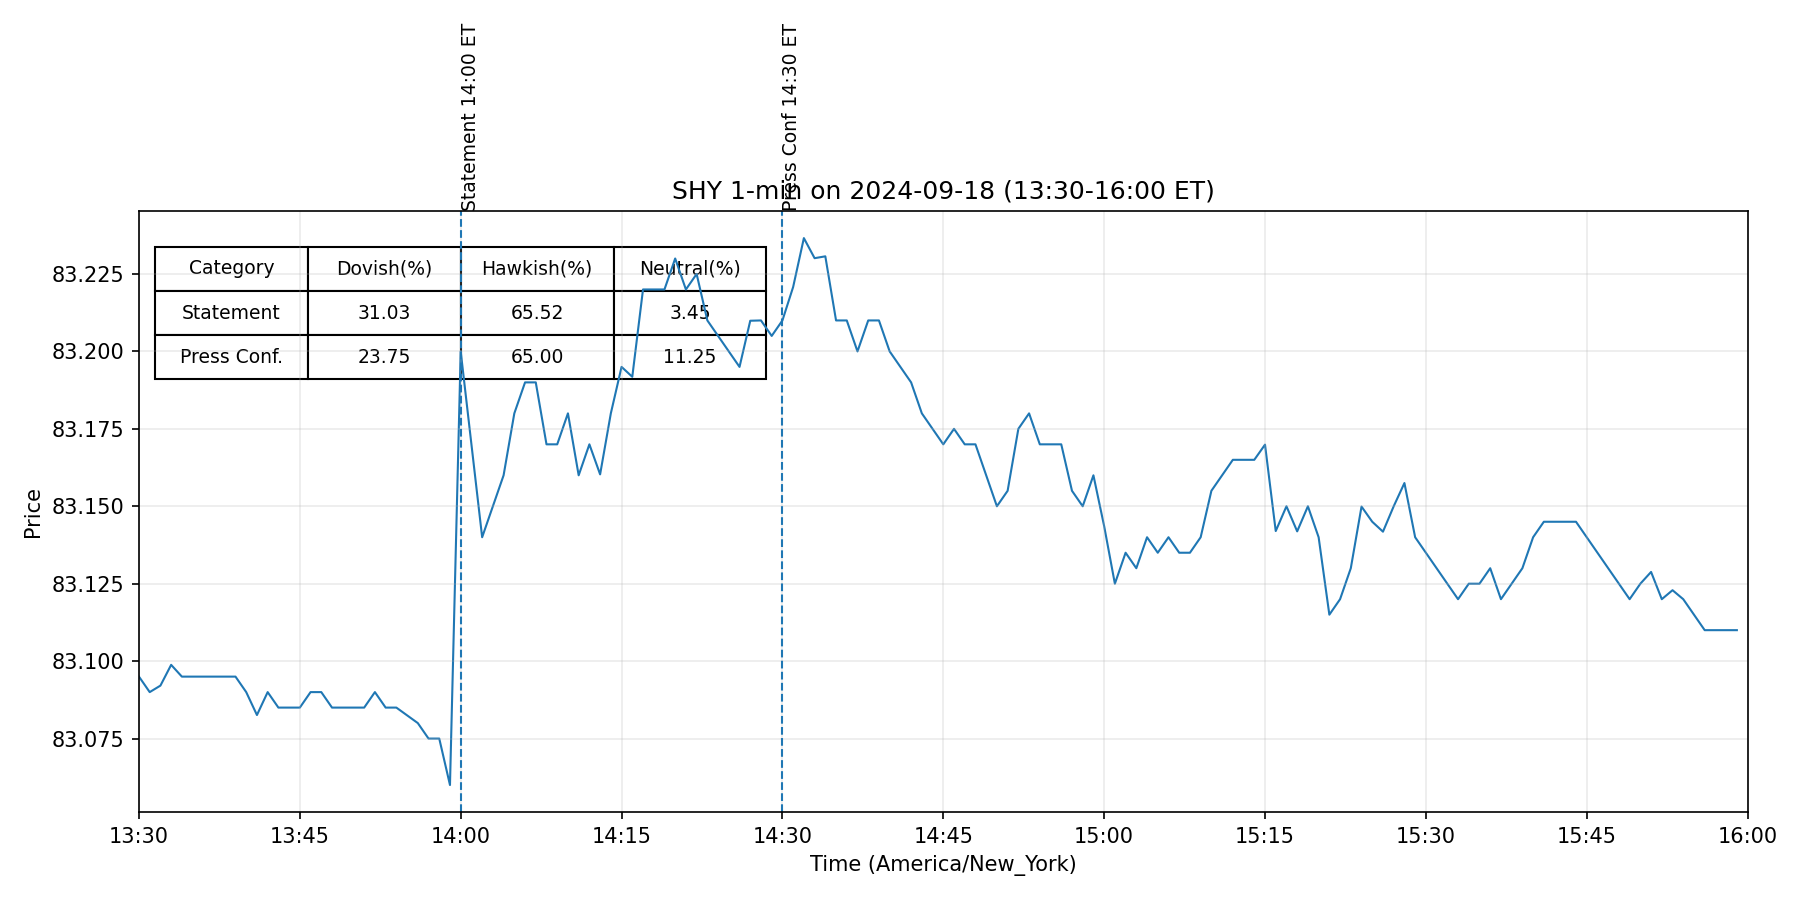 Statement 14:00 ET
Press Conf 14:30 ET
SHY 1-min on 2024-09-18 (13:30-16:00 ET)
Category Dovish(%) Hawkish(%) Neutral(%)
Statement 31.03 65.52 3.45
Press Conf. 23.75 65.00 11.25
Price
83.225
83.200
83.175
83.150
83.125
83.100
83.075
13:30 13:45 14:00 14:15 14:30 14:45 15:00 15:15 15:30 15:45 16:00
Time (America/New_York)